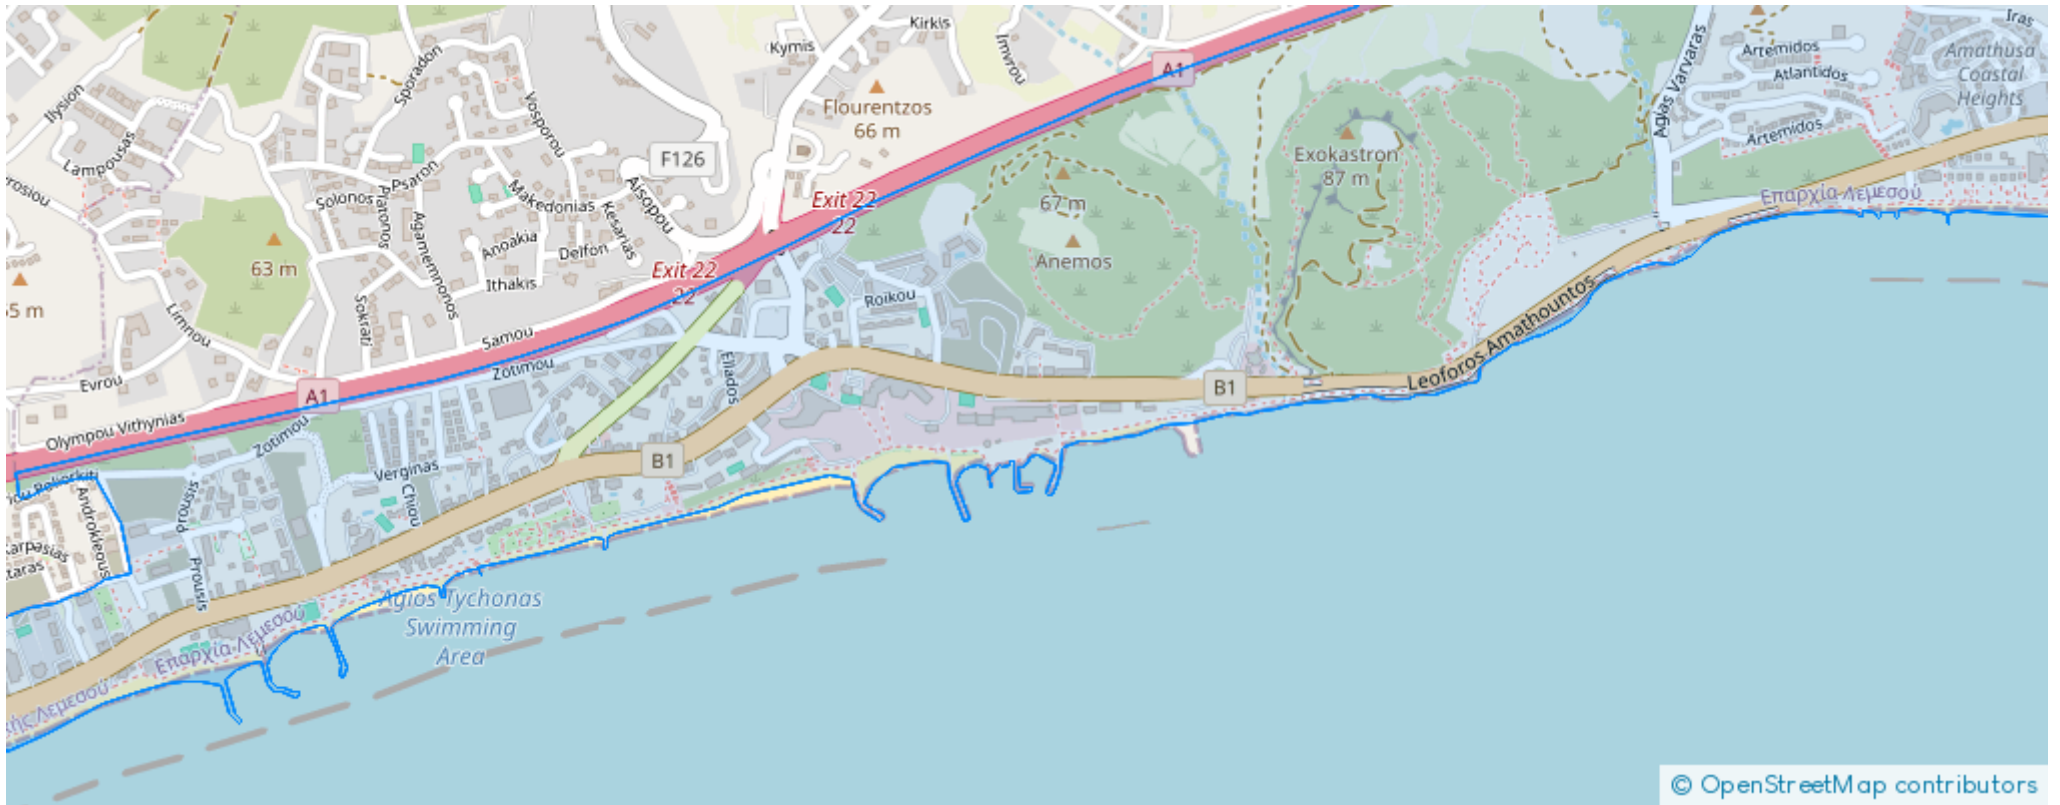 Kirkis
Kymis
Imvrou
Iras
Artemidos
Amathusa
Coastal
Heights
Atlantidos
Artemidos
Agias Varvaras
A1
Sporadon
Ilysion
Vosporou
Flourentzos
66 m
F126
Lampousas
Exokastron
87 m
Psaron
Solonos
Platonos
Makedonias
Aisopou
Kesarias
Agamemnonos
Anoakia
Delfon
Ithakis
Exit 22
22
67 m
Anemos
Επαρχία Λεμεσού
63 m
55 m
Exit 22
22
Roikou
Limnou
Sokrati
Samou
Zotimou
Elllados
Evrou
A1
B1
Leoforos Amathountos
Olympou Vithynias
Zotimou
B1
Verginas
Chiou
Prousis
Androkleous
Karpasias
Prousis
Agios Tychonas
Swimming
Area
Επαρχία Λεμεσού
Λεμεσού
© OpenStreetMap contributors